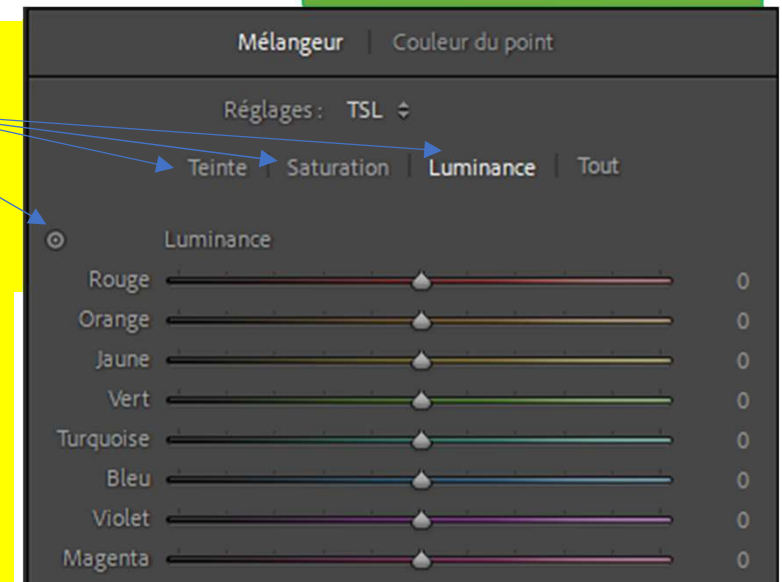 Mélangeur | Couleur du point
Réglages : TSL
Teinte | Saturation | Luminance | Tout
Luminance
Rouge 0
Orange 0
Jaune 0
Vert 0
Turquoise 0
Bleu 0
Violet 0
Magenta 0